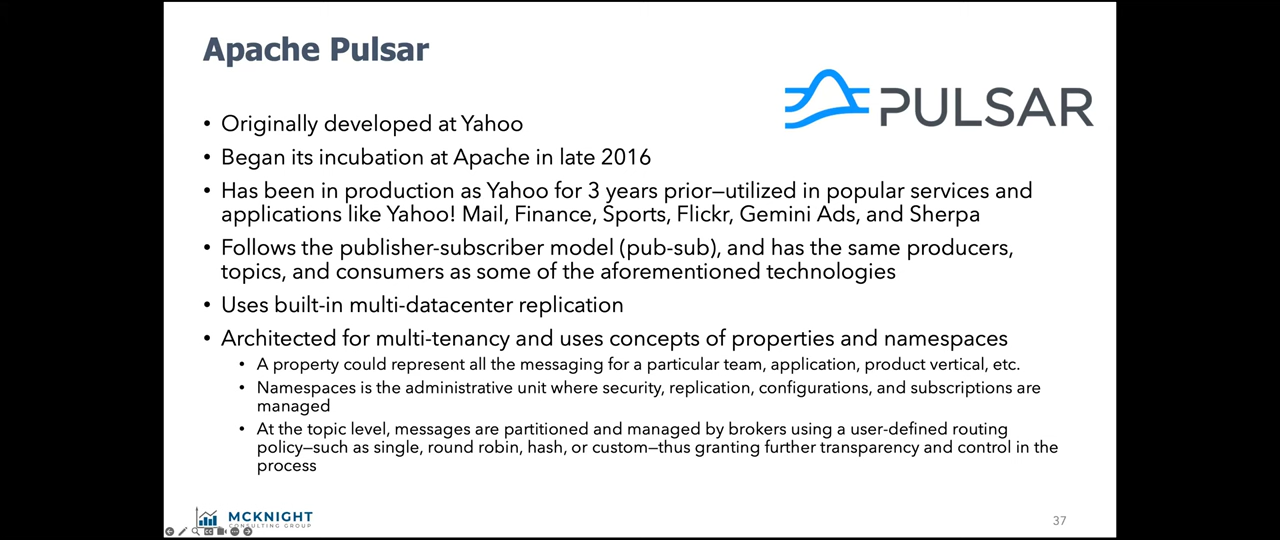 Apache Pulsar
PULSAR
• Originally developed at Yahoo
• Began its incubation at Apache in late 2016
• Has been in production as Yahoo for 3 years prior—utilized in popular services and
applications like Yahoo! Mail, Finance, Sports, Flickr, Gemini Ads, and Sherpa
• Follows the publisher-subscriber model (pub-sub), and has the same producers,
topics, and consumers as some of the aforementioned technologies
• Uses built-in multi-datacenter replication
• Architected for multi-tenancy and uses concepts of properties and namespaces
• A property could represent all the messaging for a particular team, application, product vertical, etc.
• Namespaces is the administrative unit where security, replication, configurations, and subscriptions are
managed
• At the topic level, messages are partitioned and managed by brokers using a user-defined routing
policy—such as single, round robin, hash, or custom—thus granting further transparency and control in the
process
MCKNIGHT
CONSULTING GROUP
37